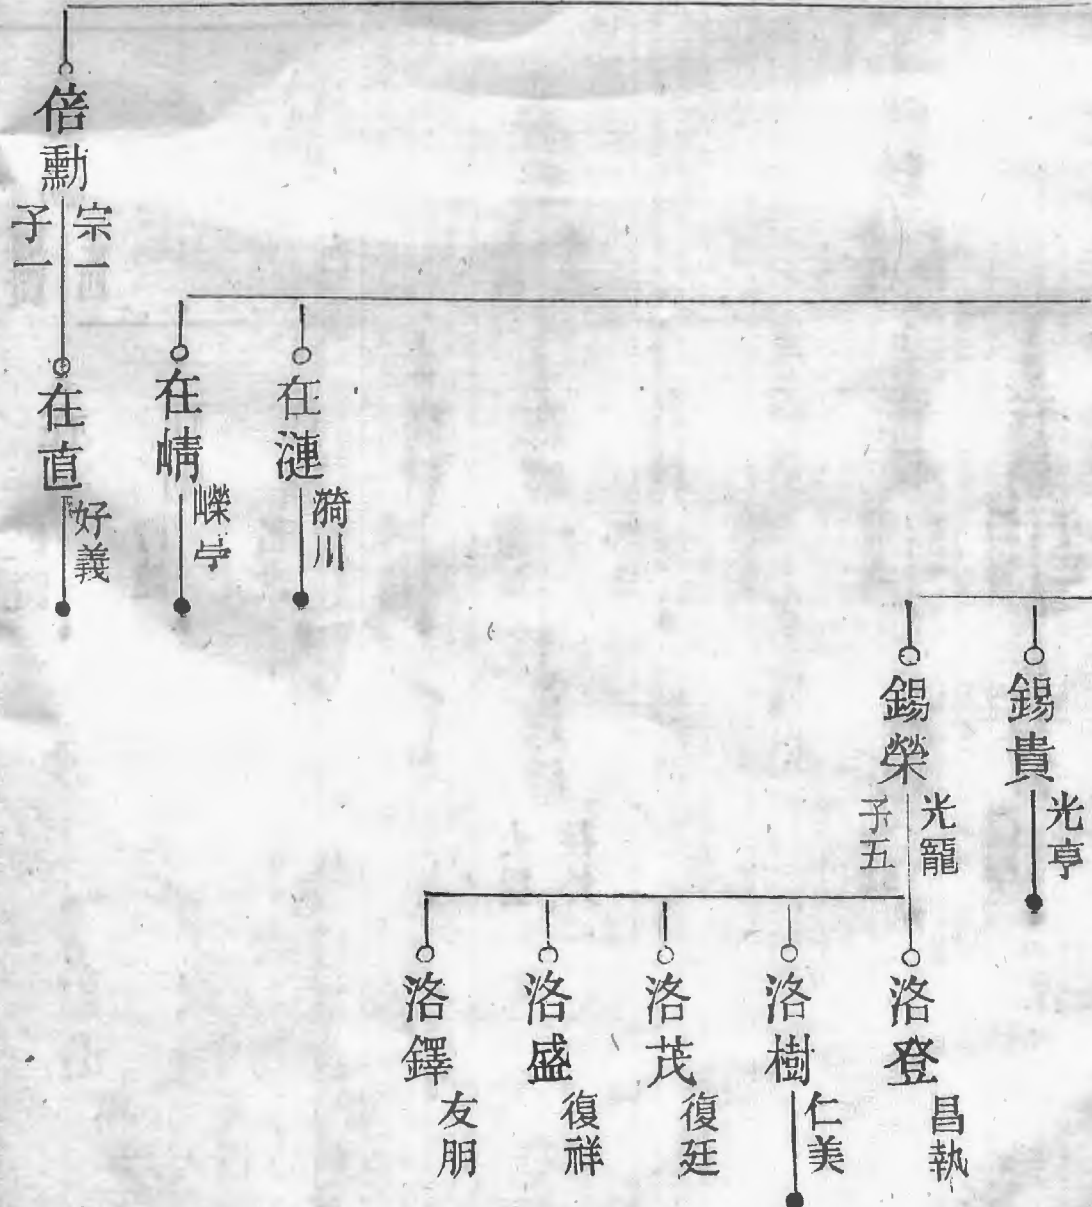 倍勳
宗一
子一
在漣
漪川
在崝
嶸亭
在直
好義
錫貴
光亨
錫榮
光寵
子五
洛登
昌執
洛樹
仁美
洛茂
復廷
洛盛
復祥
洛鐸
友朋